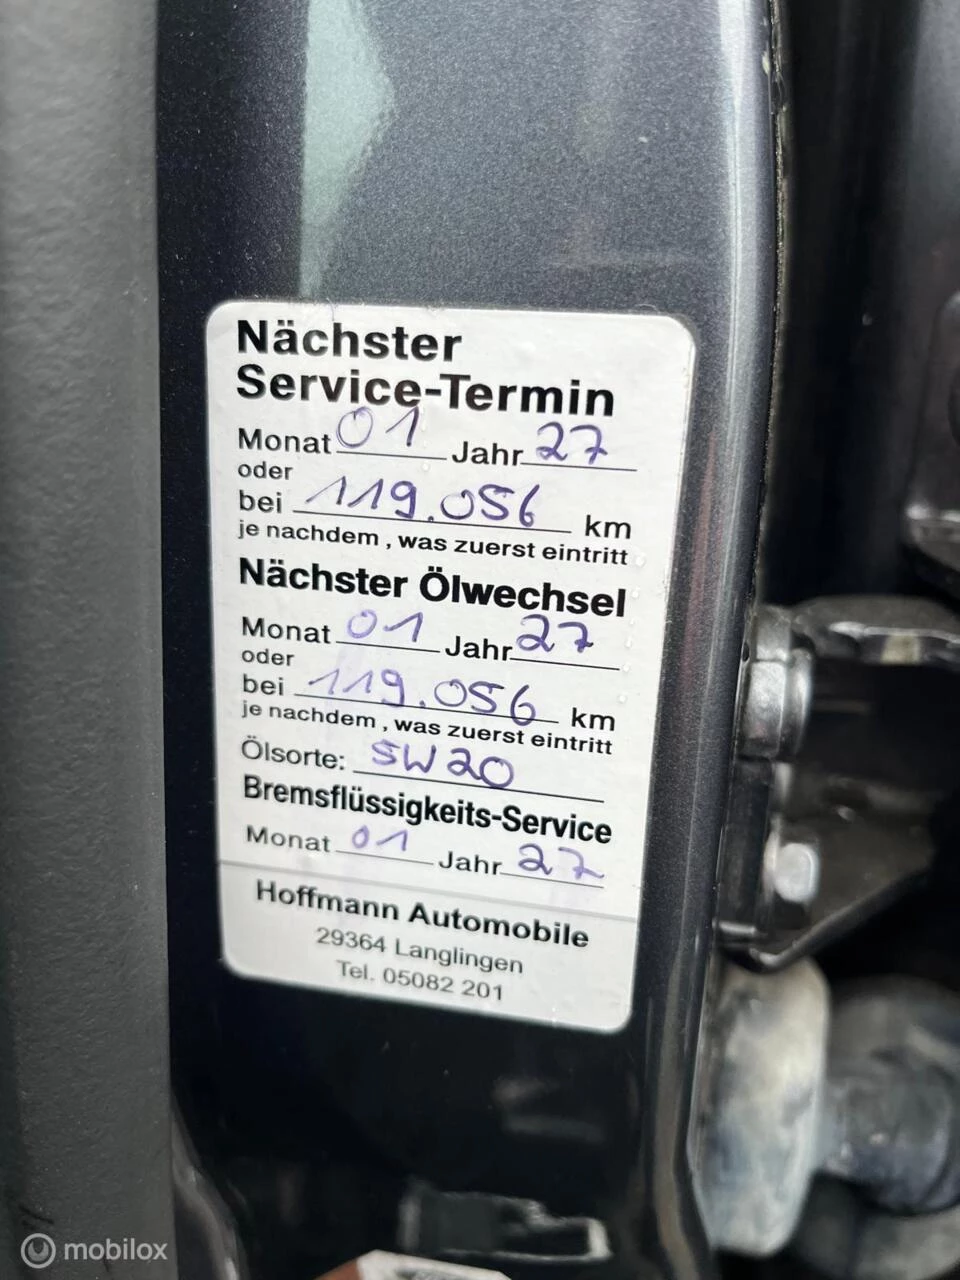 Nächster
Service-Termin
Monat 01 Jahr 27
oder
bei 119.056 km
je nachdem , was zuerst eintritt
Nächster Ölwechsel
Monat 01 Jahr 27
oder
bei 119.056 km
je nachdem , was zuerst eintritt
Ölsorte: 5W20
Bremsflüssigkeits-Service
Monat 01 Jahr 27
Hoffmann Automobile
29364 Langlingen
Tel. 05082 201
mobilox